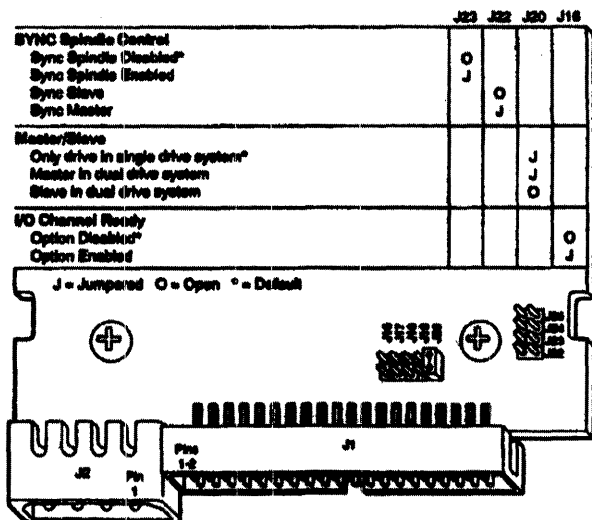 J23 J22 J20 J16
SYNC Spindle Control
Sync Spindle Disabled* O
Sync Spindle Enabled J
Sync Slave O
Sync Master J
Master/Slave
Only drive in single drive system* J
Master in dual drive system J
Slave in dual drive system O
I/O Channel Ready
Option Disabled* O
Option Enabled J
J = Jumpered O = Open * = Default
J2
Pin
1
Pins
1-2
J1